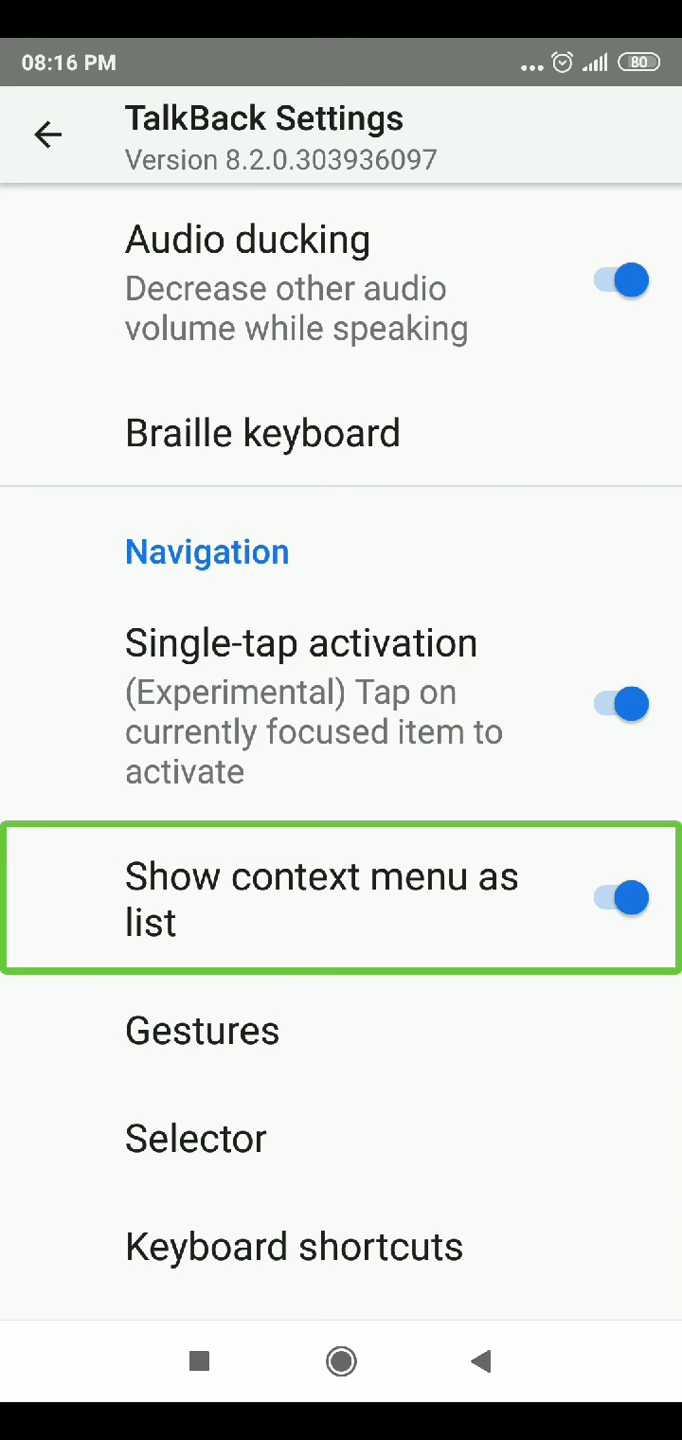 08:16 PM
80
TalkBack Settings
Version 8.2.0.303936097
Audio ducking
Decrease other audio
volume while speaking
Braille keyboard
Navigation
Single-tap activation
(Experimental) Tap on
currently focused item to
activate
Show context menu as
list
Gestures
Selector
Keyboard shortcuts